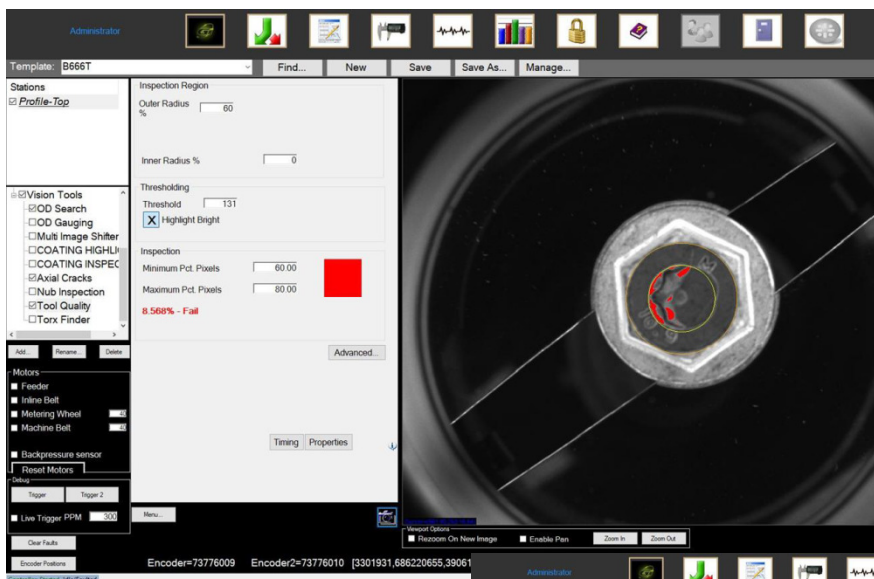 Administrator
Template: B666T Find... New Save Save As... Manage...
Stations
Profile-Top
Inspection Region
Outer Radius % 60
Inner Radius % 0
Thresholding
Threshold 131
X Highlight Bright
Inspection
Minimum Pct. Pixels 60.00
Maximum Pct. Pixels 80.00
8.568% - Fail
Advanced...
Timing Properties
Vision Tools
OD Search
OD Gauging
Multi Image Shifter
COATING HIGHLI
COATING INSPEC
Axial Cracks
Nub Inspection
Tool Quality
Torx Finder
Add... Rename... Delete
Motors
Feeder
Inline Belt
Metering Wheel 40
Machine Belt 40
Backpressure sensor
Reset Motors
Debug
Trigger Trigger 2
Live Trigger PPM 300
Menu...
Clear Faults
Encoder Positions
Viewport Options
Rezoom On New Image Enable Pan Zoom In Zoom Out
Encoder=73776009 Encoder2=73776010 [3301931,686220655,39061
Administrator